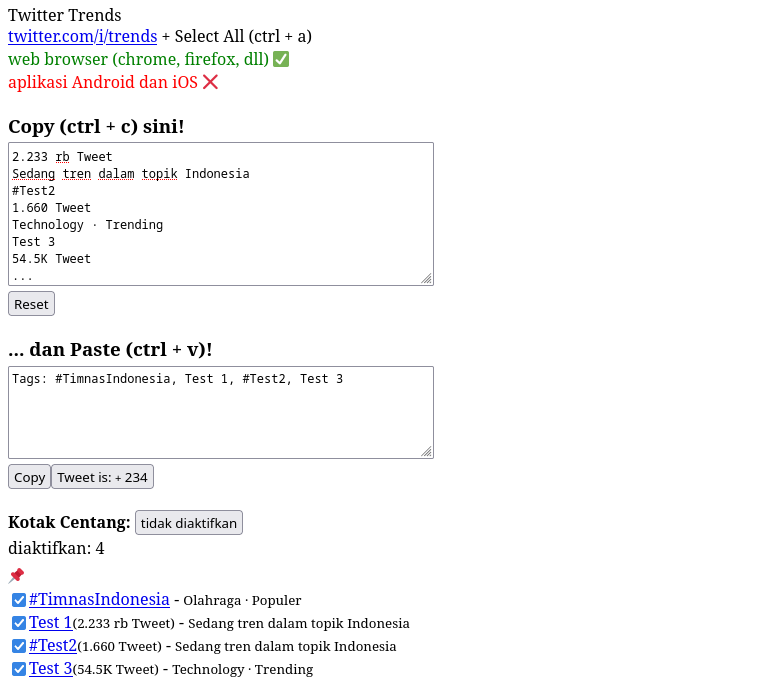 Twitter Trends
twitter.com/i/trends + Select All (ctrl + a)
web browser (chrome, firefox, dll) ✅
aplikasi Android dan iOS ❌
Copy (ctrl + c) sini!
2.233 rb Tweet
Sedang tren dalam topik Indonesia
#Test2
1.660 Tweet
Technology · Trending
Test 3
54.5K Tweet
...
Reset
... dan Paste (ctrl + v)!
Tags: #TimnasIndonesia, Test 1, #Test2, Test 3
Copy Tweet is: + 234
Kotak Centang: tidak diaktifkan
diaktifkan: 4
📌
#TimnasIndonesia - Olahraga · Populer
Test 1(2.233 rb Tweet) - Sedang tren dalam topik Indonesia
#Test2(1.660 Tweet) - Sedang tren dalam topik Indonesia
Test 3(54.5K Tweet) - Technology · Trending